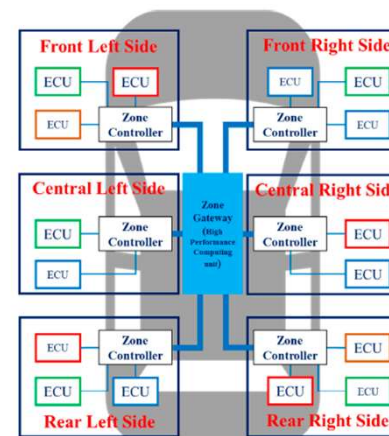 Front Left Side
Front Right Side
ECU
ECU
ECU
ECU
ECU
Zone
Controller
Zone
Controller
ECU
Central Left Side
Central Right Sid
Zone
Gateway
(High
Performance
Computing
unit)
ECU
Zone
Controller
Zone
Controller
ECU
ECU
ECU
ECU
Zone
Controller
Zone
Controller
ECU
ECU
ECU
ECU
ECU
Rear Left Side
Rear Right Side